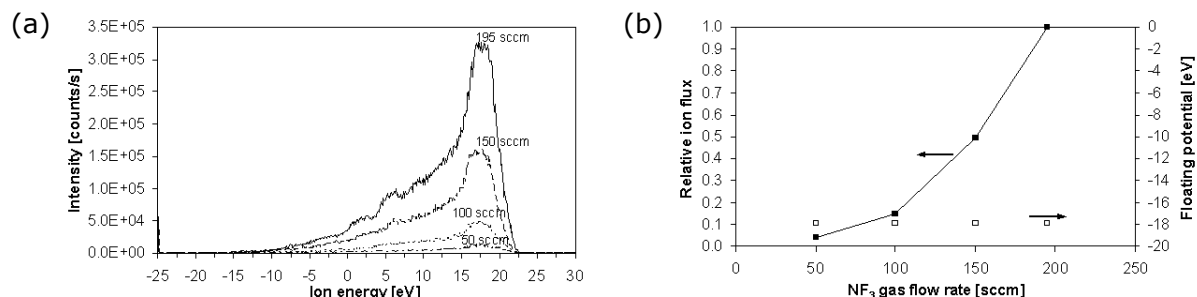 (a)
3.5E+05
3.0E+05
2.5E+05
2.0E+05
1.5E+05
1.0E+05
5.0E+04
0.0E+00
Intensity [counts/s]
195 sccm
150 sccm
100 sccm
50 sccm
-25 -20 -15 -10 -5 0 5 10 15 20 25 30
Ion energy [eV]
(b)
1.0
0.9
0.8
0.7
0.6
0.5
0.4
0.3
0.2
0.1
0.0
Relative ion flux
0
-2
-4
-6
-8
-10
-12
-14
-16
-18
-20
Floating potential [eV]
0 50 100 150 200 250
NF₃ gas flow rate [sccm]